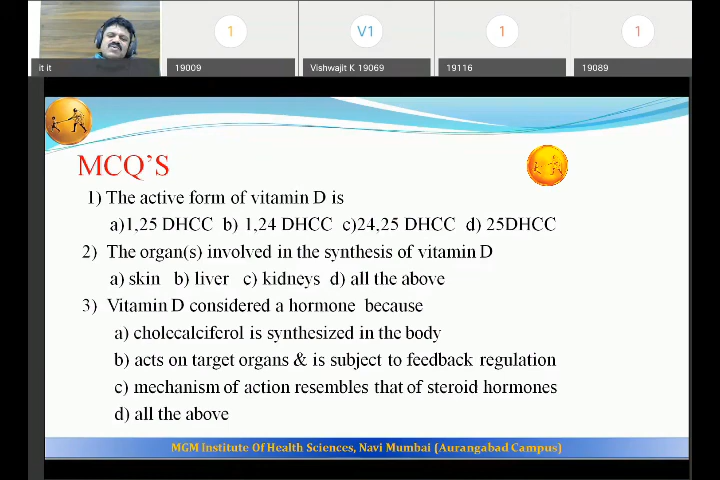 1 V1 1 1
it it 19009 Vishwajit K 19069 19116 19089
MCQ'S
1) The active form of vitamin D is
a)1,25 DHCC b) 1,24 DHCC c)24,25 DHCC d) 25DHCC
2) The organ(s) involved in the synthesis of vitamin D
a) skin b) liver c) kidneys d) all the above
3) Vitamin D considered a hormone because
a) cholecalciferol is synthesized in the body
b) acts on target organs & is subject to feedback regulation
c) mechanism of action resembles that of steroid hormones
d) all the above
MGM Institute Of Health Sciences, Navi Mumbai (Aurangabad Campus)